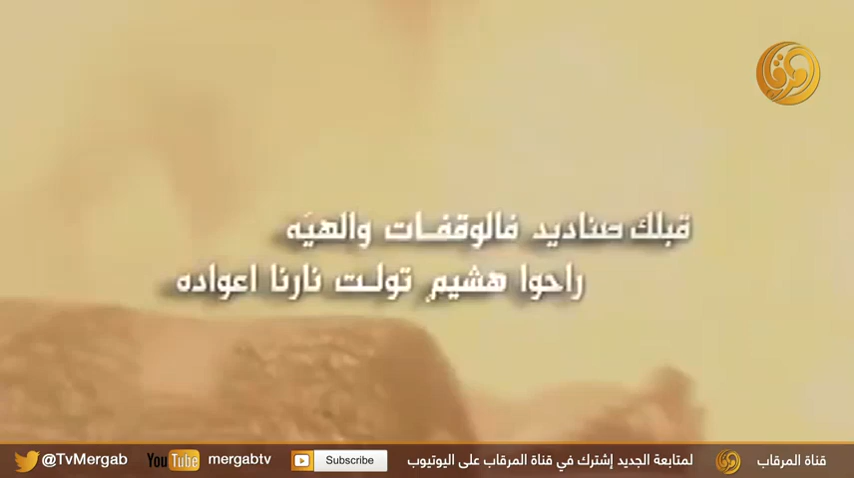 قبلك صناديد فالوقفات والهيّه
راحوا هشيمٍ تولت نارنا اعواده
@TvMergab YouTube mergabtv Subscribe لمتابعة الجديد إشترك في قناة المرقاب على اليوتيوب قناة المرقاب